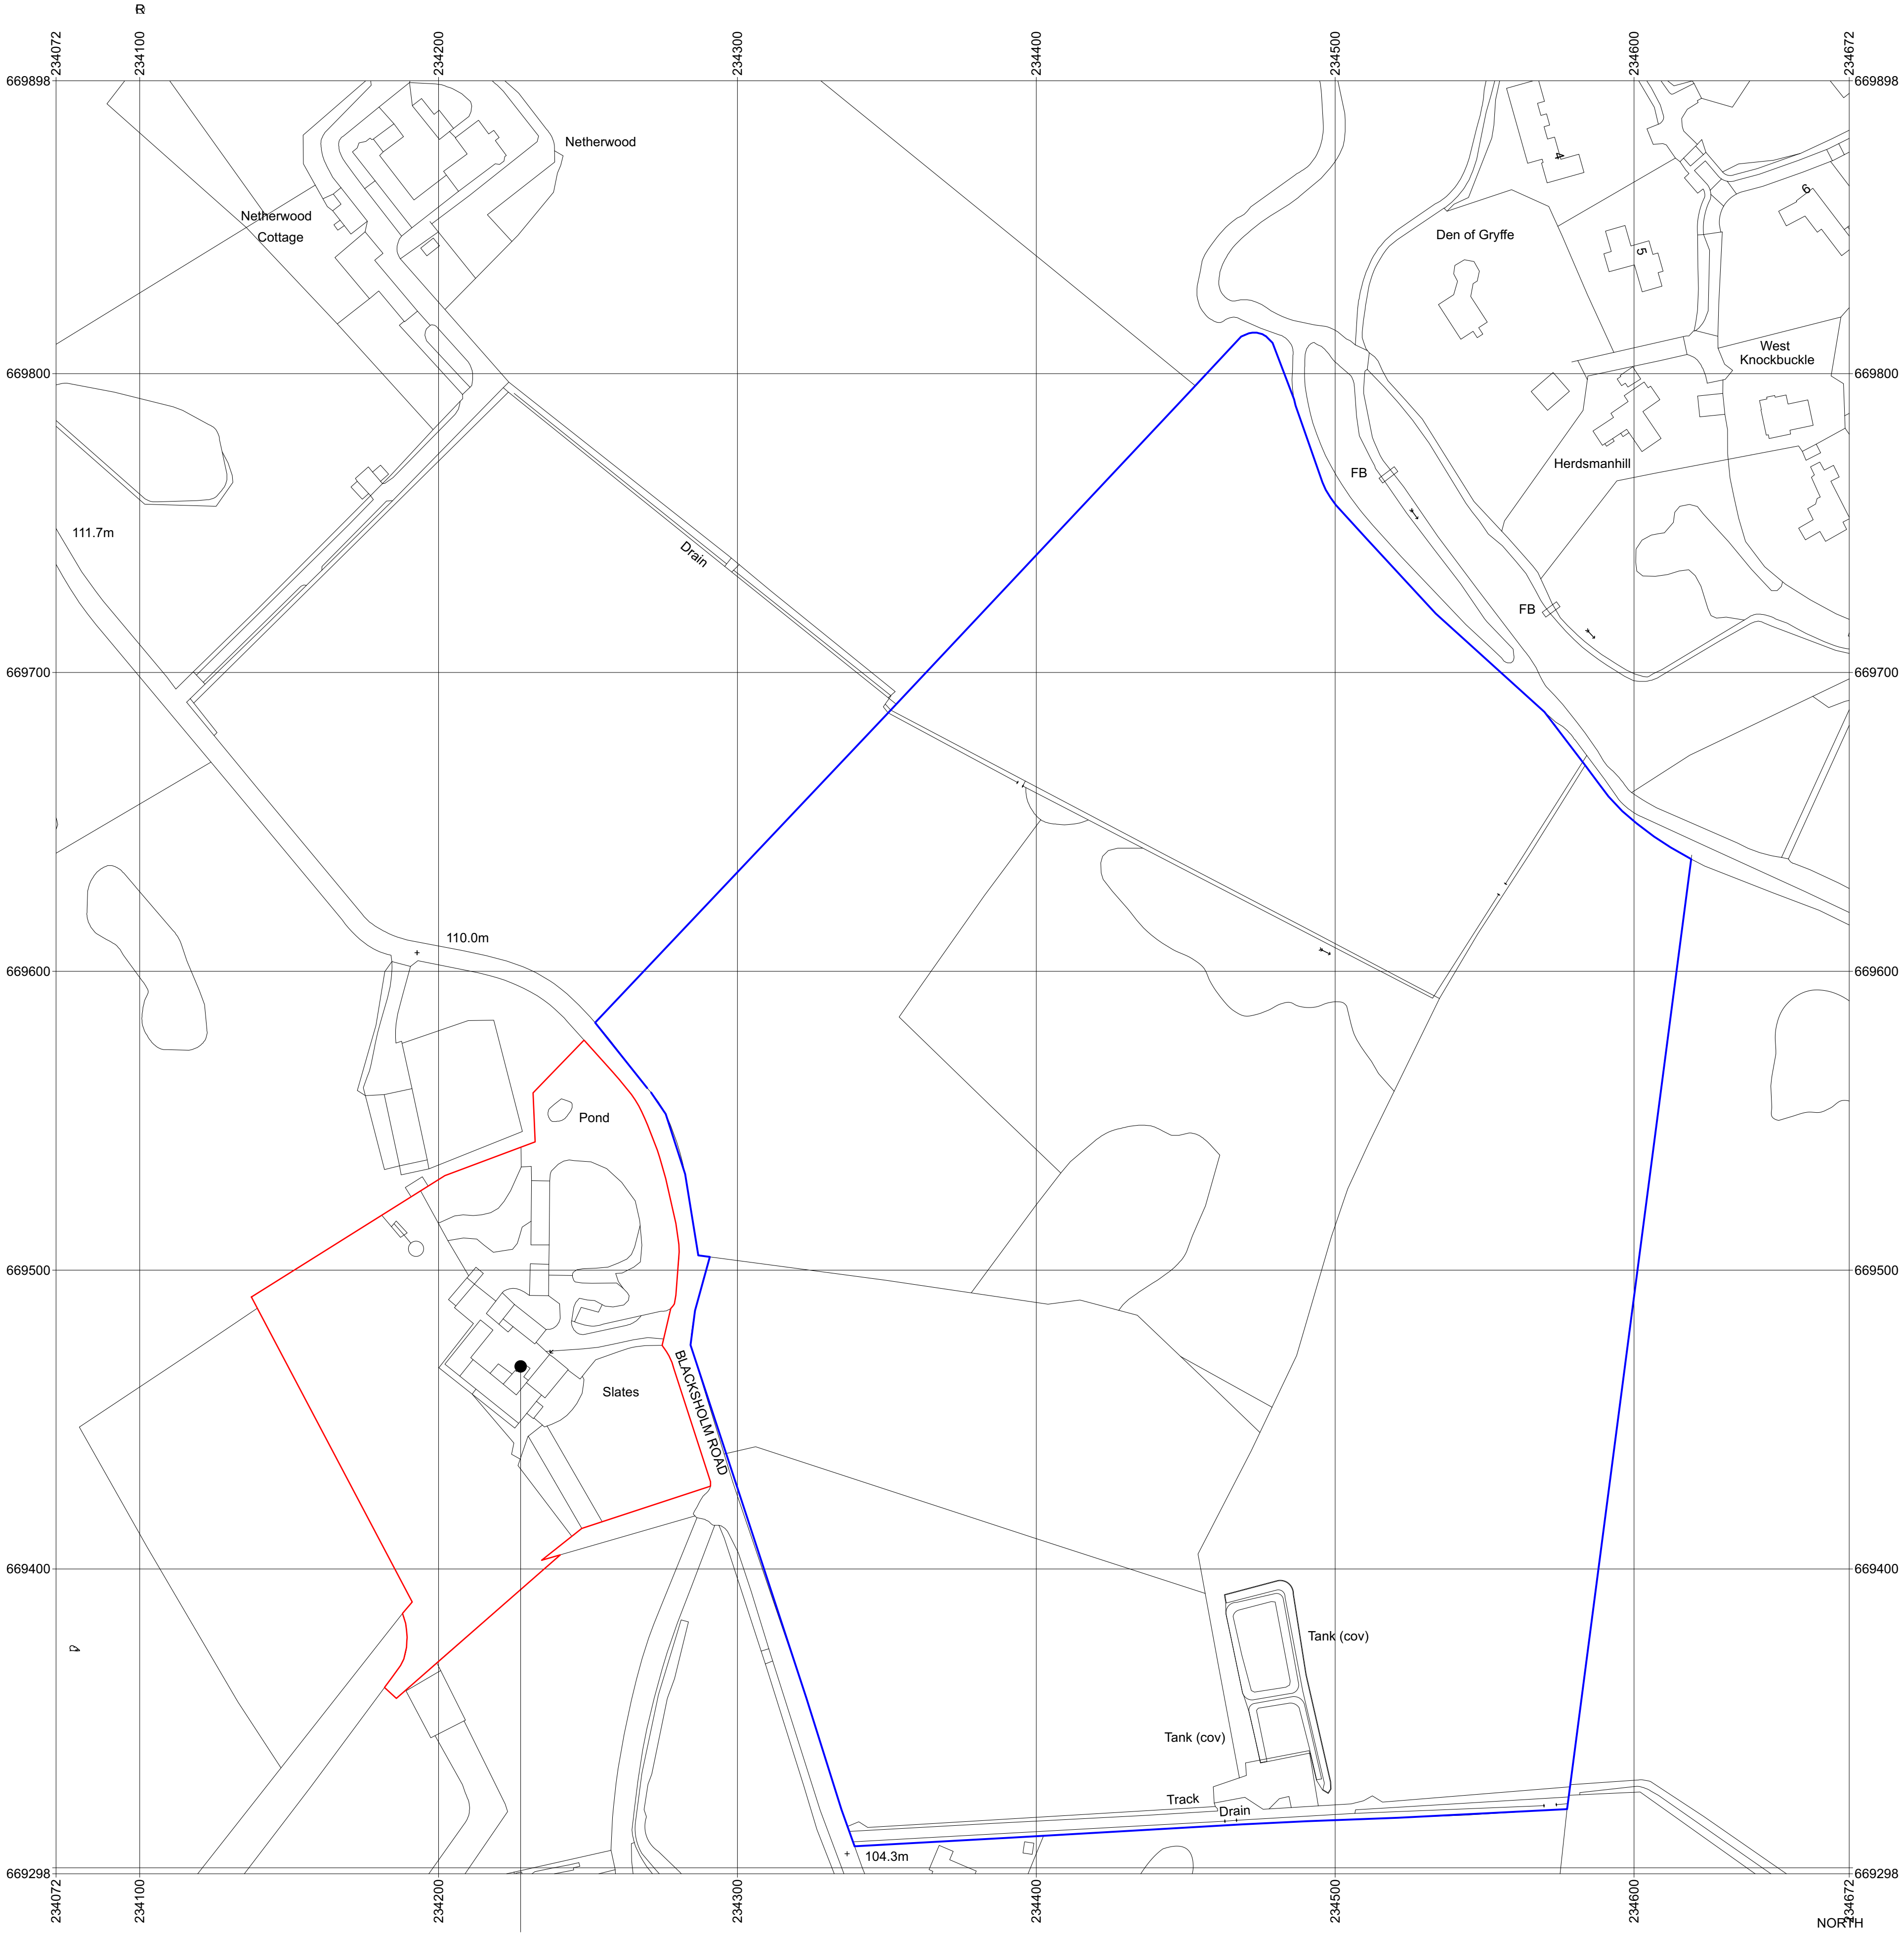 R
234072
234100
234200
234300
234400
234500
234600
234672
669898
669898
Netherwood
4
6
Netherwood
Cottage
Den of Gryffe
5
West
Knockbuckle
669800
669800
Herdsmanhill
FB
111.7m
Drain
FB
669700
669700
110.0m
669600
669600
Pond
669500
669500
BLACKSHOLM ROAD
Slates
669400
669400
Tank (cov)
Tank (cov)
Track
Drain
104.3m
669298
669298
234072
234100
234200
234300
234400
234500
234600
234672
NORTH